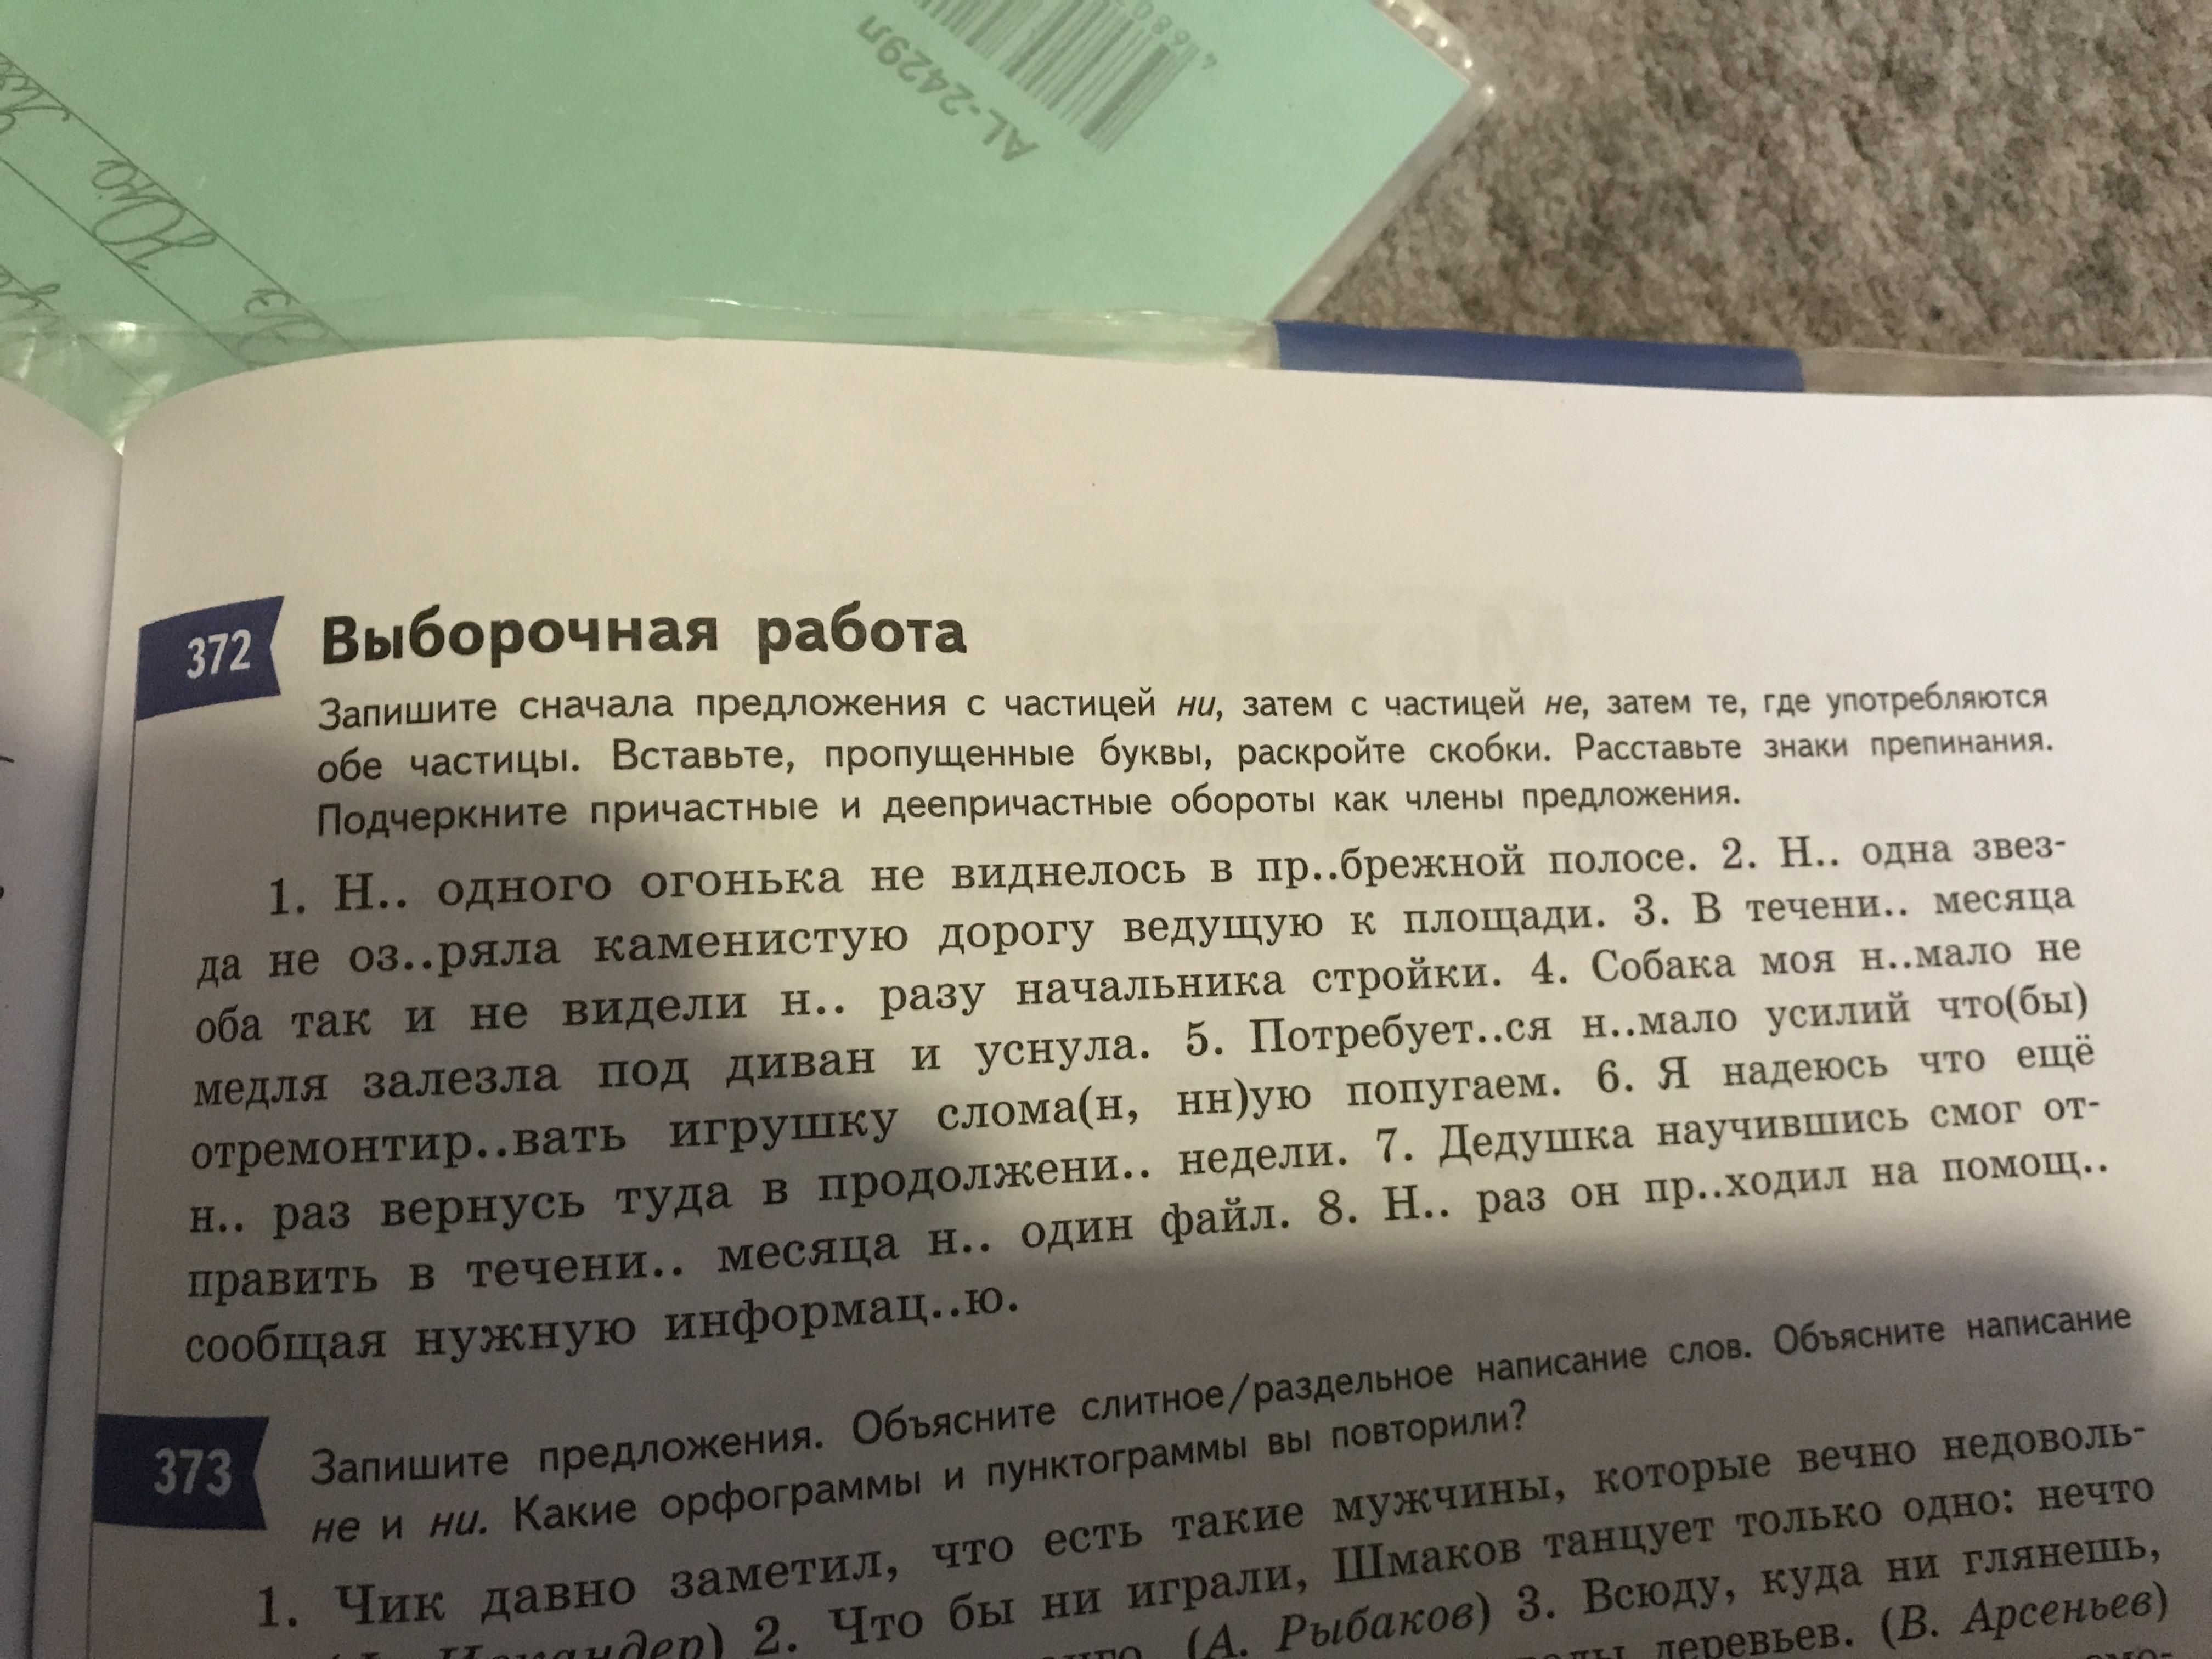 AL-2429п
372
Выборочная работа
Запишите сначала предложения с частицей ни, затем с частицей не, затем те, где употребляются
обе частицы. Вставьте, пропущенные буквы, раскройте скобки. Расставьте знаки препинания.
Подчеркните причастные и деепричастные обороты как члены предложения.
1. Н.. одного огонька не виднелось в пр..брежной полосе. 2. Н.. одна звез-
да не оз..ряла каменистую дорогу ведущую к площади. 3. В течени.. месяца
оба так и не видели н.. разу начальника стройки. 4. Собака моя н..мало не
медля залезла под диван и уснула. 5. Потребует..ся н..мало усилий что(бы)
отремонтир..вать игрушку слома(н, нн)ую попугаем. 6. Я надеюсь что ещё
н.. раз вернусь туда в продолжени.. недели. 7. Дедушка научившись смог от-
править в течени.. месяца н.. один файл. 8. Н.. раз он пр..ходил на помощ..
сообщая нужную информац..ю.
373
Запишите предложения. Объясните слитное/раздельное написание слов. Объясните написание
не и ни. Какие орфограммы и пунктограммы вы повторили?
1. Чик давно заметил, что есть такие мужчины, которые вечно недоволь-
2. Что бы ни играли, Шмаков танцует только одно: нечто
(А. Рыбаков) 3. Всюду, куда ни глянешь,
деревьев. (В. Арсеньев)